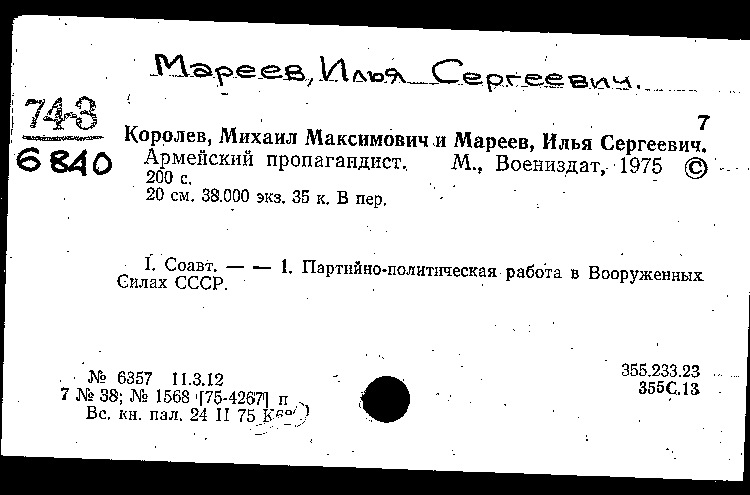 Мареев, Илья Сергеевич.
74-3
6840
7
Королев, Михаил Максимович и Мареев, Илья Сергеевич.
Армейский пропагандист. М., Воениздат, 1975 ©
200 с.
20 см. 38.000 экз. 35 к. В пер.
I. Соавт. — — 1. Партийно-политическая работа в Вооруженных
Силах СССР.
№ 6357 11.3.12
355.233.23
7 № 38; № 1568 [75-4267] п
355С.13
Вс. кн. пал. 24 II 75